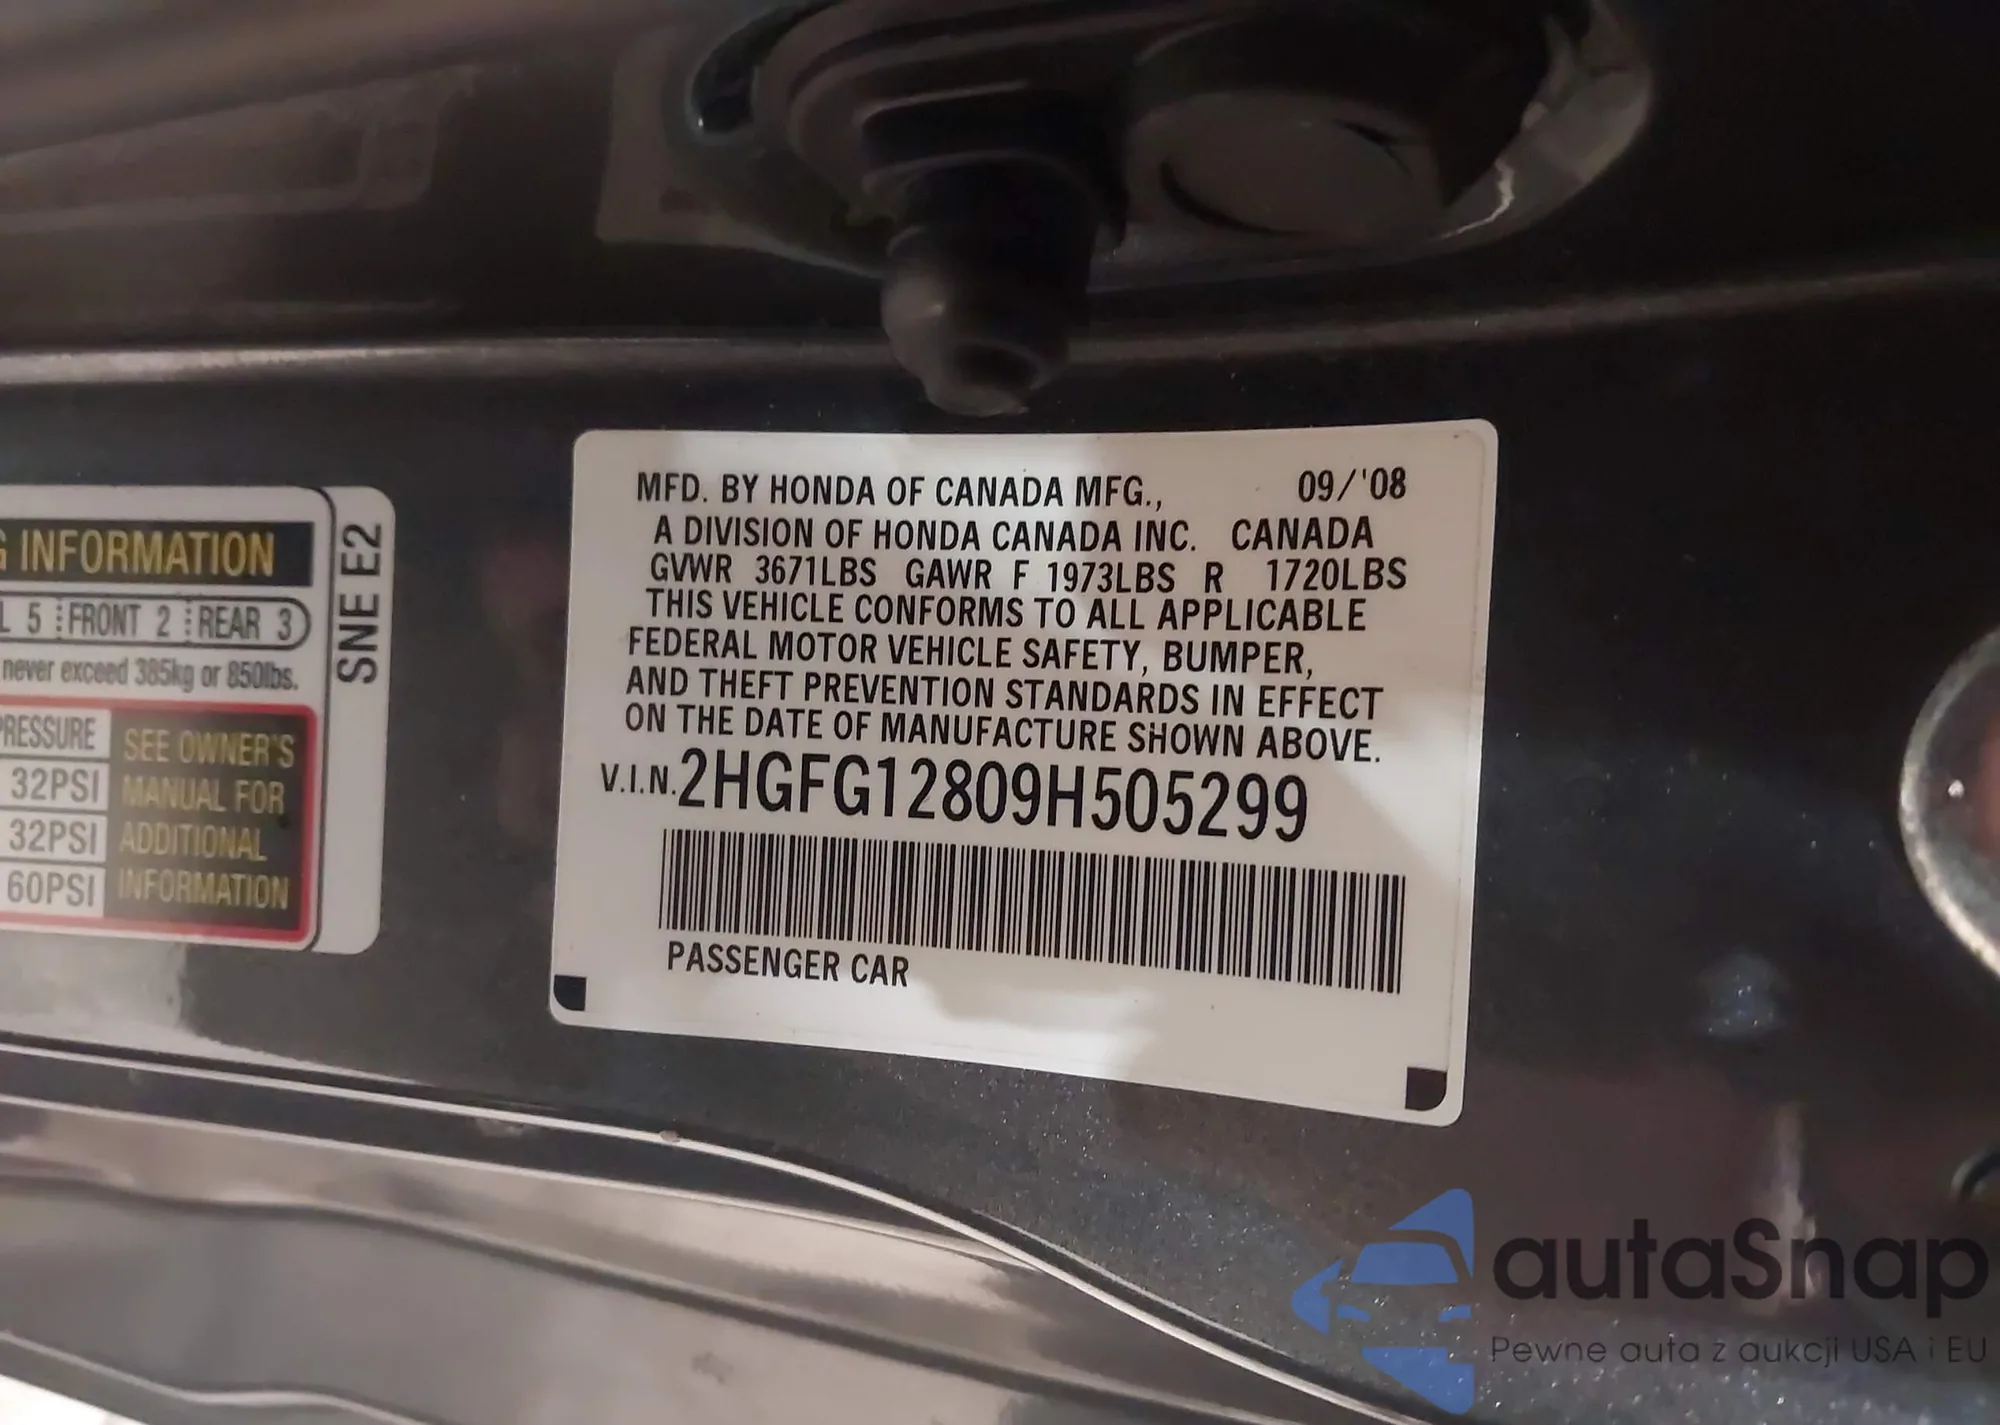 MFD. BY HONDA OF CANADA MFG., 09/'08
A DIVISION OF HONDA CANADA INC. CANADA
GVWR 3671LBS GAWR F 1973LBS R 1720LBS
THIS VEHICLE CONFORMS TO ALL APPLICABLE
FEDERAL MOTOR VEHICLE SAFETY, BUMPER,
AND THEFT PREVENTION STANDARDS IN EFFECT
ON THE DATE OF MANUFACTURE SHOWN ABOVE.
V.I.N. 2HGFG12809H505299
PASSENGER CAR
G INFORMATION
L 5 FRONT 2 REAR 3
never exceed 385kg or 850lbs.
PRESSURE
32PSI
32PSI
60PSI
SEE OWNER'S
MANUAL FOR
ADDITIONAL
INFORMATION
SNE E2
autaSnap
Pewne auta z aukcji USA i EU